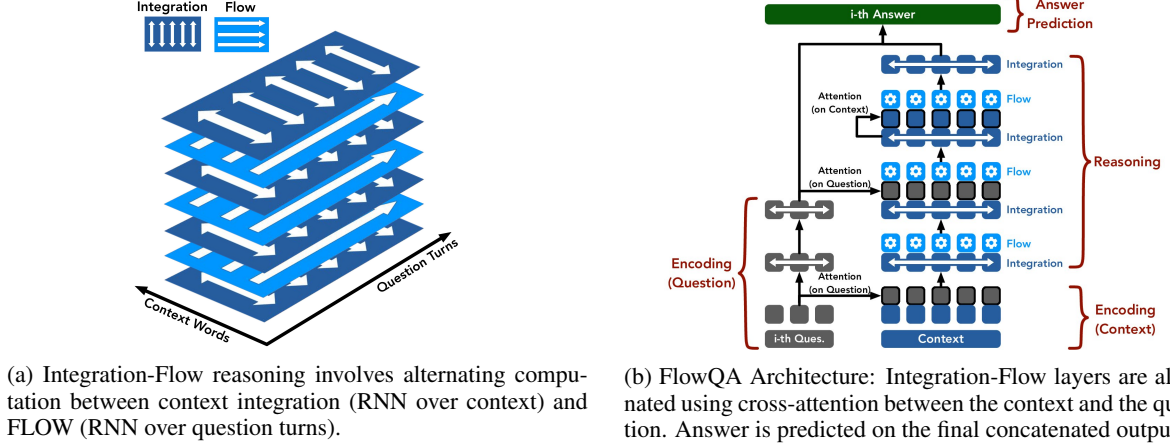 Integration
Flow
Context Words
Question Turns
(a) Integration-Flow reasoning involves alternating compu-
tation between context integration (RNN over context) and
FLOW (RNN over question turns).
i-th Answer
Answer
Prediction
Integration
Attention
(on Context)
Flow
Integration
Attention
(on Question)
Flow
Integration
Reasoning
Flow
Integration
Encoding
(Question)
Attention
(on Question)
Encoding
(Context)
i-th Ques.
Context
(b) FlowQA Architecture: Integration-Flow layers are al
nated using cross-attention between the context and the qu
tion. Answer is predicted on the final concatenated outpu